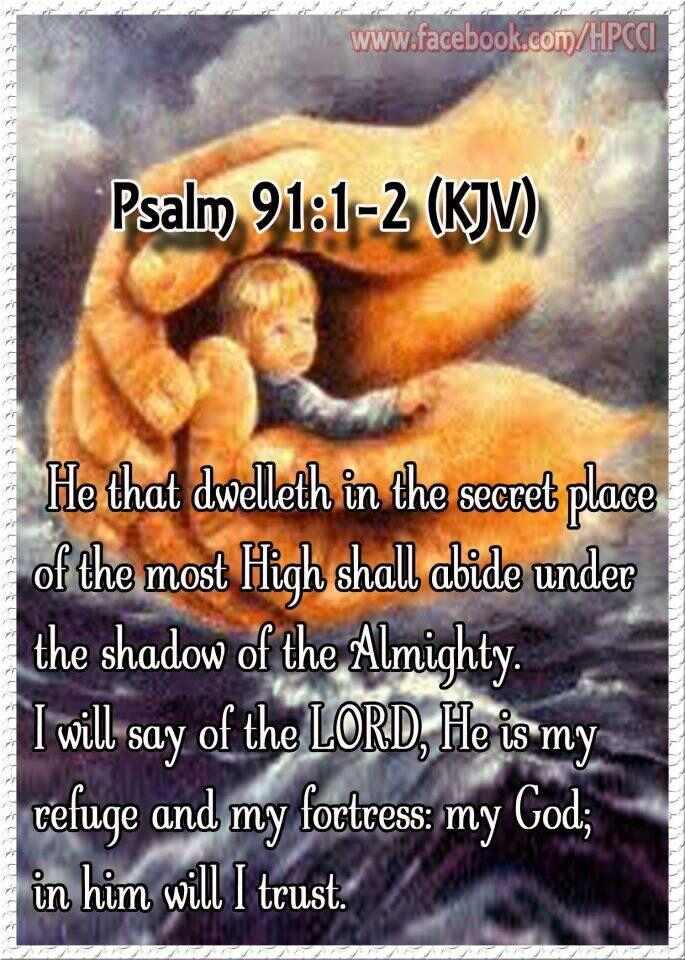 www.facebook.com/HPCCI
Psalm 91:1-2 (KJV)
He that dwelleth in the secret place
of the most High shall abide under
the shadow of the Almighty.
I will say of the LORD, He is my
refuge and my fortress: my God;
in him will I trust.